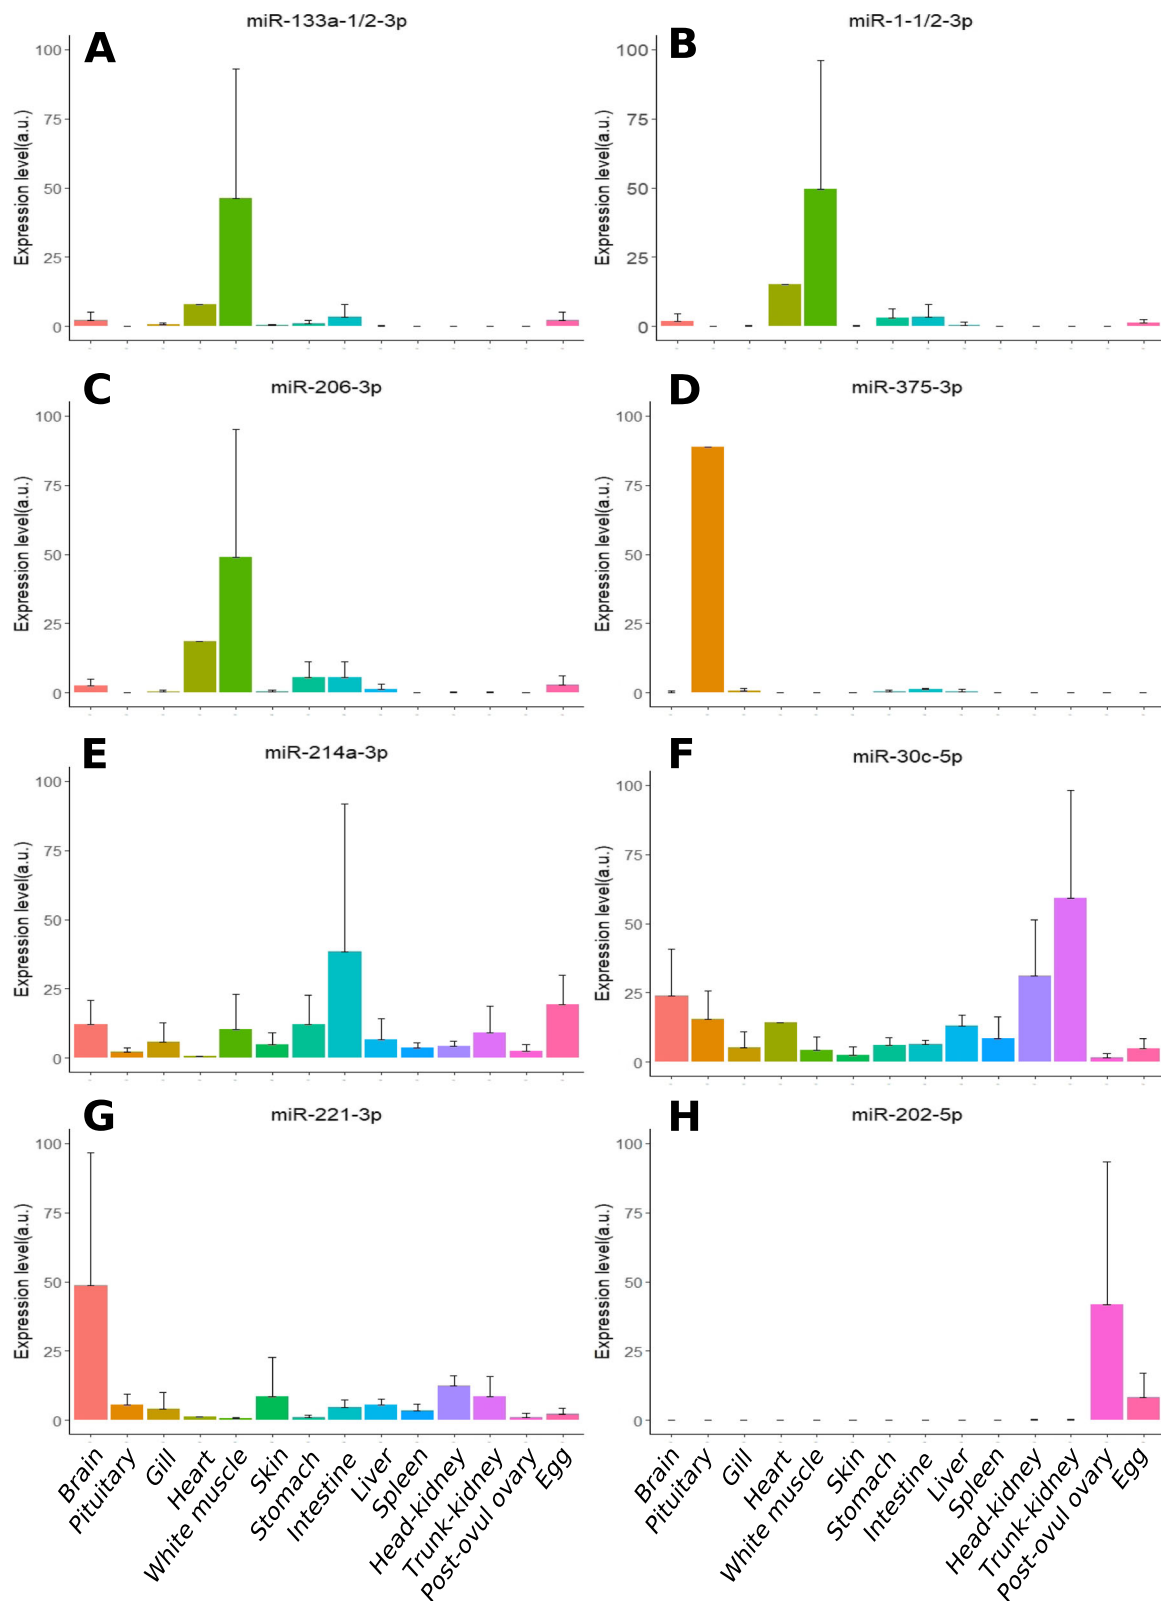 miR-133a-1/2-3p
A
Expression level(a.u.)
100
75
50
25
0
miR-1-1/2-3p
B
Expression level(a.u.)
100
75
50
25
0
miR-206-3p
C
Expression level(a.u.)
100
75
50
25
0
miR-375-3p
D
Expression level(a.u.)
100
75
50
25
0
miR-214a-3p
E
Expression level(a.u.)
100
75
50
25
0
miR-30c-5p
F
Expression level(a.u.)
100
75
50
25
0
miR-221-3p
G
Expression level(a.u.)
100
75
50
25
0
Brain
Pituitary
Gill
Heart
White muscle
Skin
Stomach
Intestine
Liver
Spleen
Head-kidney
Trunk-kidney
Post-ovul ovary
Egg
miR-202-5p
H
Expression level(a.u.)
100
75
50
25
0
Brain
Pituitary
Gill
Heart
White muscle
Skin
Stomach
Intestine
Liver
Spleen
Head-kidney
Trunk-kidney
Post-ovul ovary
Egg